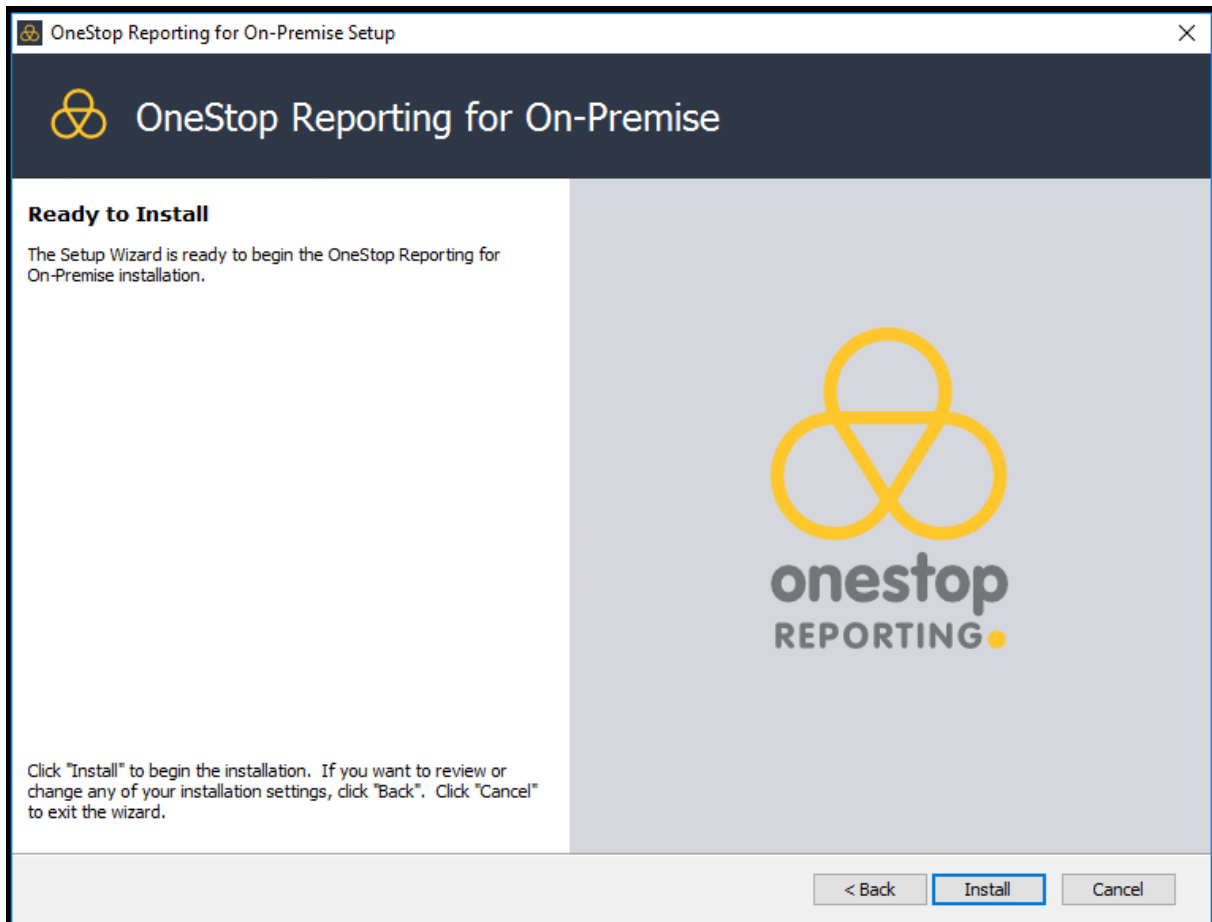 OneStop Reporting for On-Premise Setup
OneStop Reporting for On-Premise
Ready to Install
The Setup Wizard is ready to begin the OneStop Reporting for
On-Premise installation.
onestop
REPORTING.
Click "Install" to begin the installation.  If you want to review or
change any of your installation settings, click "Back".  Click "Cancel"
to exit the wizard.
< Back
Install
Cancel